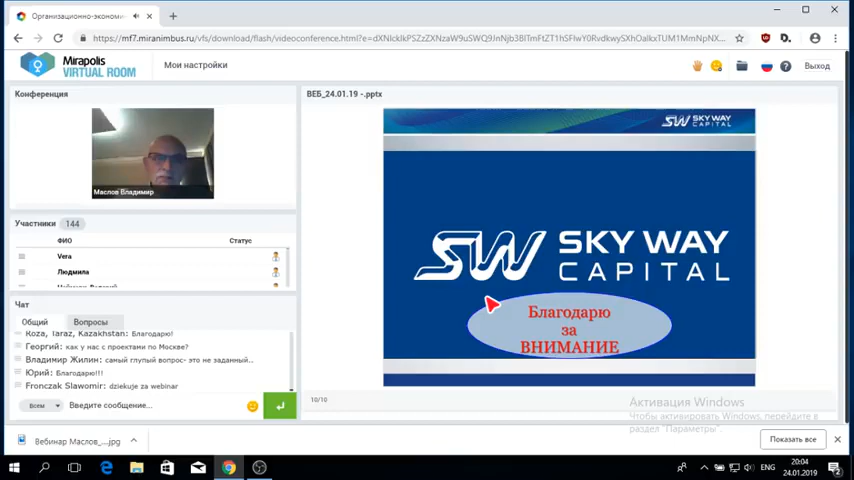 Организационно-эконом
https://mf7.miranimbus.ru/vfs/download/flash/videoconference.html?e=
Mirapolis
VIRTUAL ROOM
Мои настройки
Выход
Конференция
Маслов Владимир
Участники 144
ФИО Статус
Vera
Людмила
Чат
Общий Вопросы
Roza, Taraz, Kazakhstan: Благодарю!
Георгий: как у нас с проектами по Москве?
Владимир Жилин: самый глупый вопрос- это не заданный...
Юрий: Благодарю!!!
Fronczak Slawomir: dziekuje za webinar
Всем Введите сообщение...
ВЕБ_24.01.19 -.pptx
SW SKY WAY
CAPITAL
SW SKY WAY
CAPITAL
Благодарю
за
ВНИМАНИЕ
10/10
Активация Windows
Чтобы активировать Windows, перейдите в
раздел "Параметры".
Вебинар Маслов_....jpg
Показать все
ENG
20:04
24.01.2019
2